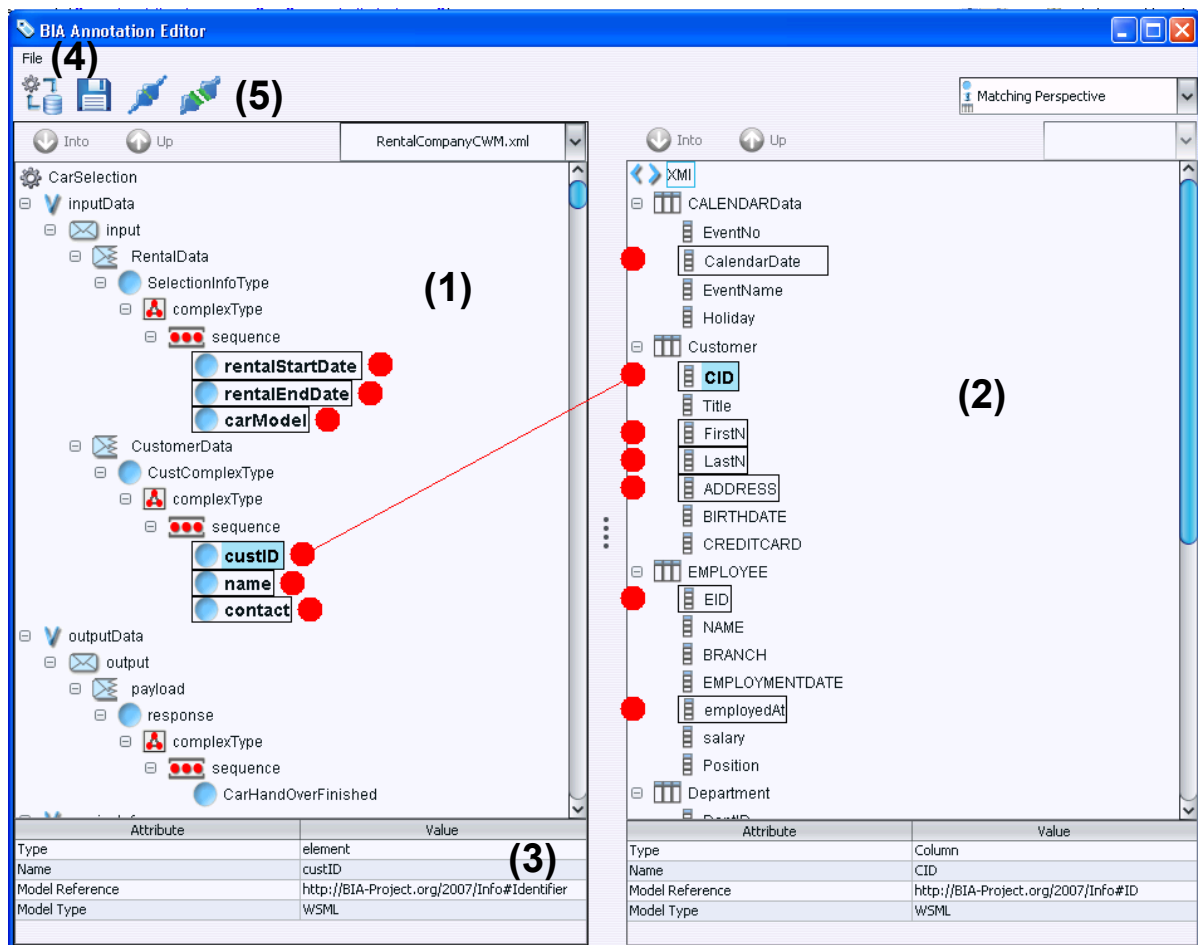 BIA Annotation Editor
File
(4)
(5)
Matching Perspective
Into
Up
RentalCompanyCWM.xml
CarSelection
inputData
input
RentalData
SelectionInfoType
complexType
sequence
rentalStartDate
rentalEndDate
carModel
CustomerData
CustComplexType
complexType
sequence
custID
name
contact
outputData
output
payload
response
complexType
sequence
CarHandOverFinished
(1)
Attribute Value
Type element
Name custID
Model Reference http://BIA-Project.org/2007/Info#Identifier
Model Type WSML
(3)
Into
Up
XMI
CALENDARData
EventNo
CalendarDate
EventName
Holiday
Customer
CID
Title
FirstN
LastN
ADDRESS
BIRTHDATE
CREDITCARD
EMPLOYEE
EID
NAME
BRANCH
EMPLOYMENTDATE
employedAt
salary
Position
Department
(2)
Attribute Value
Type Column
Name CID
Model Reference http://BIA-Project.org/2007/Info#ID
Model Type WSML